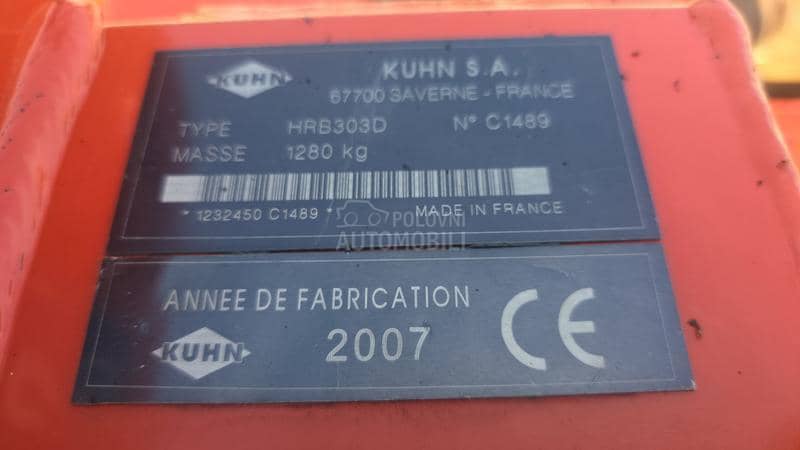 KUHN
KUHN S.A.
67700 SAVERNE - FRANCE
TYPE HRB303D N° C1489
MASSE 1280 kg
* 1232450 C1489 * MADE IN FRANCE
POLOVNI
AUTOMOBILI
ANNEE DE FABRICATION
KUHN 2007 CE